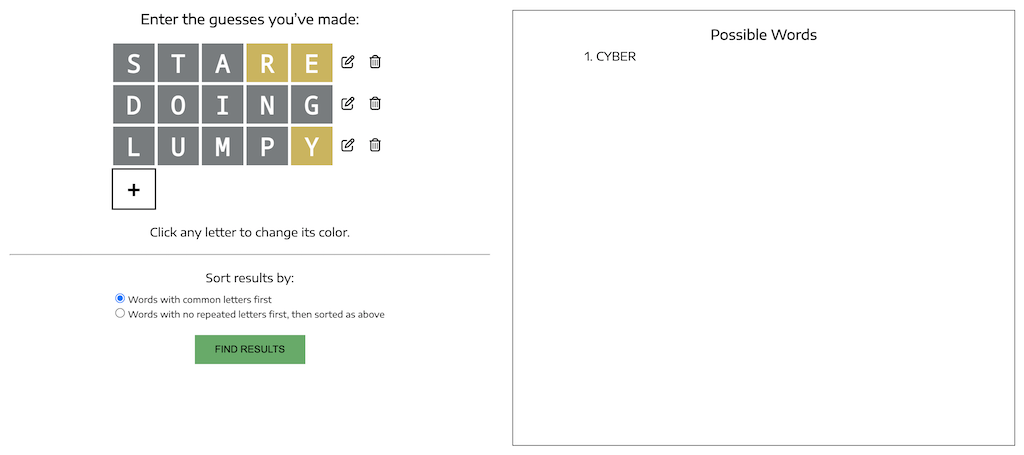 Enter the guesses you’ve made:
S T A R E
D O I N G
L U M P Y
+
Click any letter to change its color.
Sort results by:
Words with common letters first
Words with no repeated letters first, then sorted as above
FIND RESULTS
Possible Words
1. CYBER